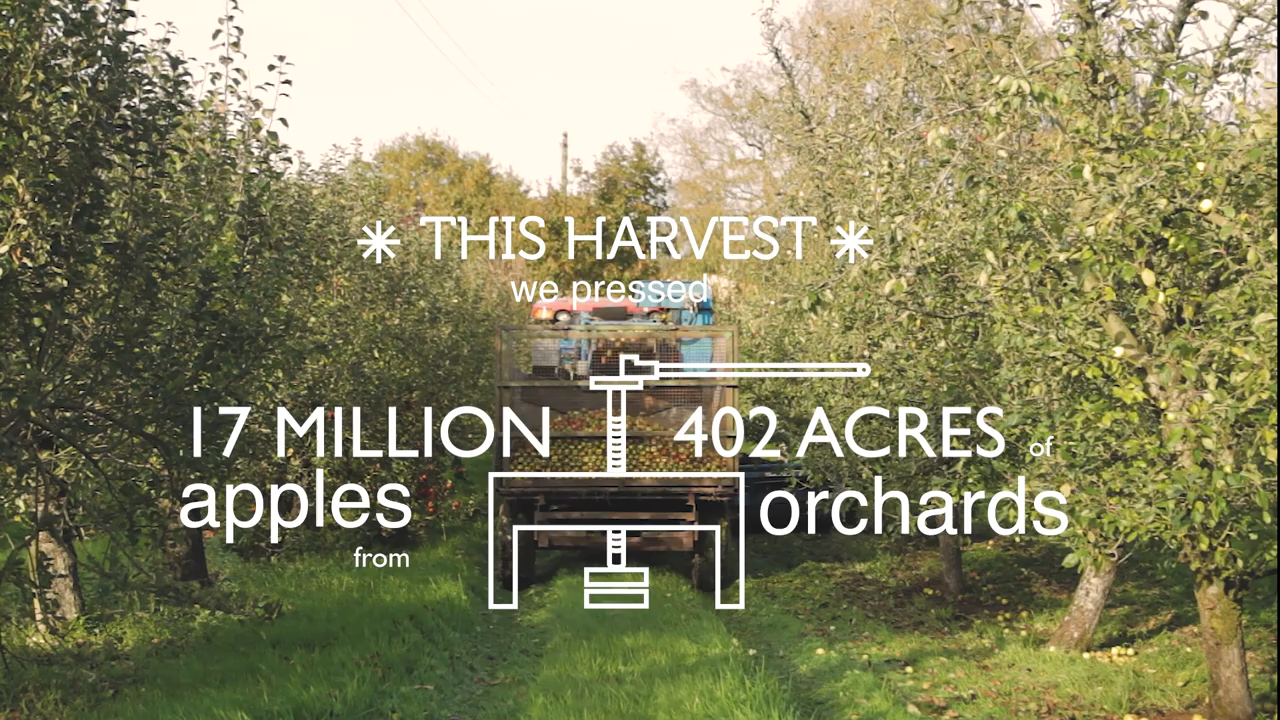 THIS HARVEST
we pressed
17 MILLION
apples
from
402 ACRES of
orchards